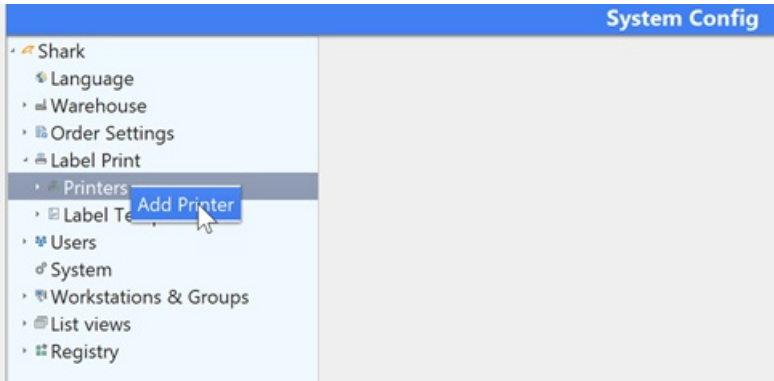 System Config
Shark
Language
Warehouse
Order Settings
Label Print
Printers
Add Printer
Label
Users
System
Workstations & Groups
List views
Registry